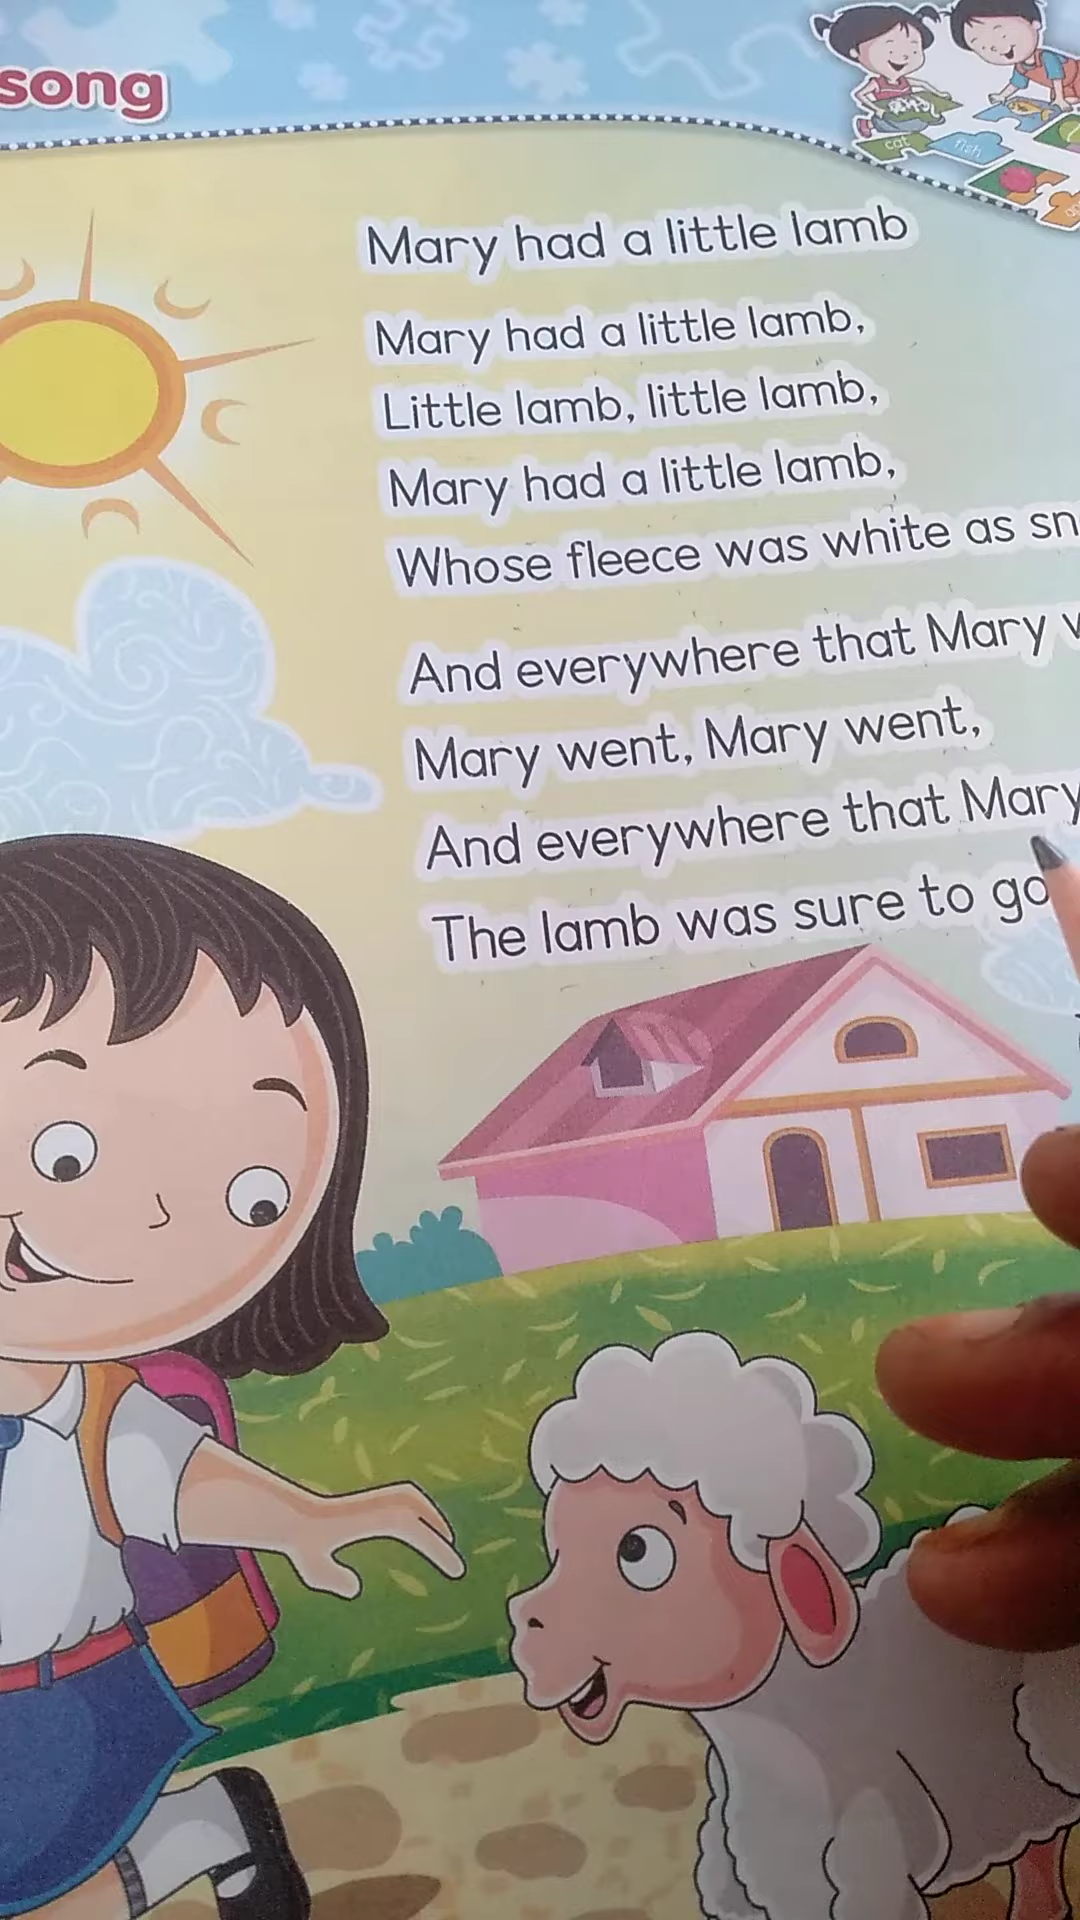 song
cat
fish
Mary had a little lamb
Mary had a little lamb,
Little lamb, little lamb,
Mary had a little lamb,
Whose fleece was white as sn
And everywhere that Mary
Mary went, Mary went,
And everywhere that Mary
The lamb was sure to go